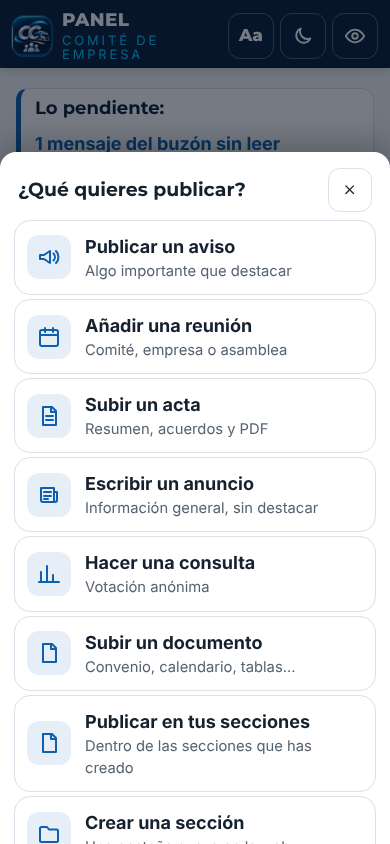 PANEL
COMITÉ DE
EMPRESA
Aa
Lo pendiente:
1 mensaje del buzón sin leer
¿Qué quieres publicar?
Publicar un aviso
Algo importante que destacar
Añadir una reunión
Comité, empresa o asamblea
Subir un acta
Resumen, acuerdos y PDF
Escribir un anuncio
Información general, sin destacar
Hacer una consulta
Votación anónima
Subir un documento
Convenio, calendario, tablas...
Publicar en tus secciones
Dentro de las secciones que has
creado
Crear una sección